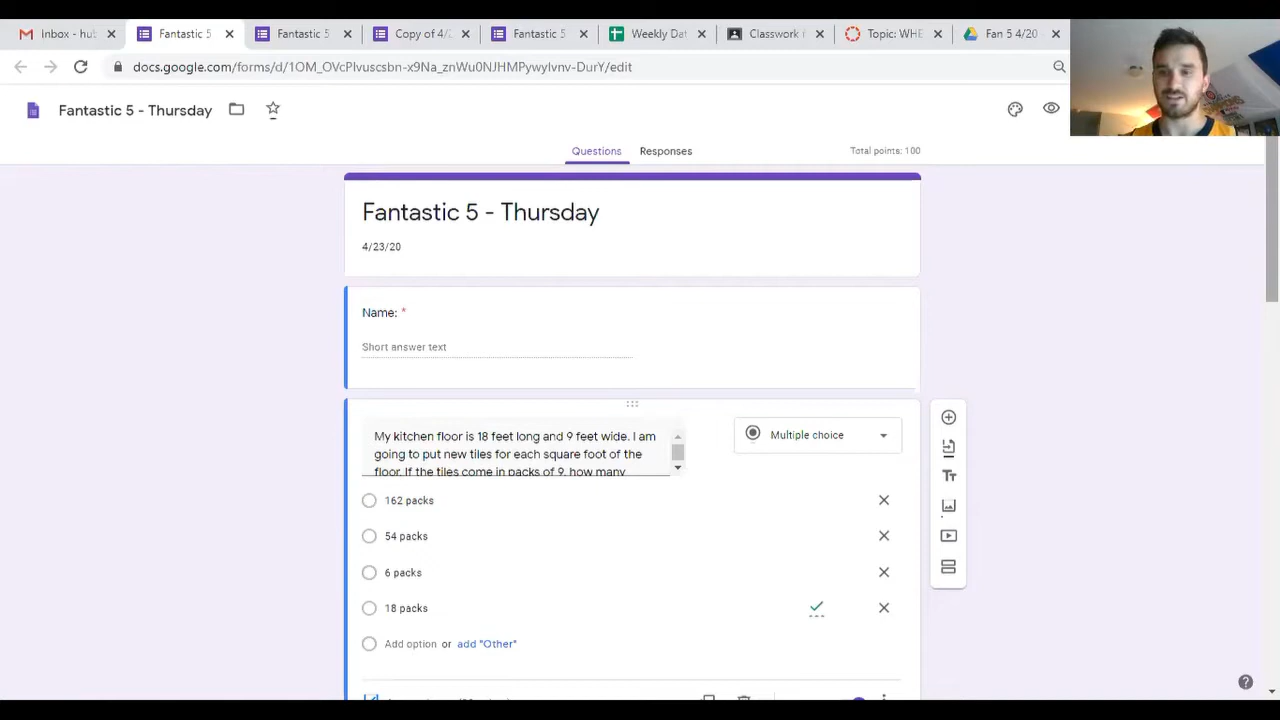 Inbox - hu
Fantastic 5
Fantastic 5
Copy of 4/2
Fantastic 5
Weekly Dat
Classwork
Topic: WHE
Fan 5 4/20
docs.google.com/forms/d/1OM_OVcPlvuscsbn-x9Na_znWu0NJHMPywylvnv-DurY/edit
Fantastic 5 - Thursday
Questions
Responses
Total points: 100
Fantastic 5 - Thursday
4/23/20
Name: *
Short answer text
My kitchen floor is 18 feet long and 9 feet wide. I am
going to put new tiles for each square foot of the
floor. If the tiles come in packs of 9, how many
Multiple choice
162 packs
54 packs
6 packs
18 packs
Add option or add "Other"
Tт